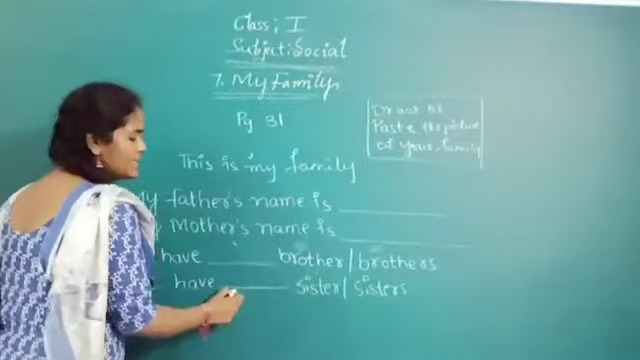 Class: I
Subject: Social
7. My Family
Pg 31
Draw or
Paste the picture
of your family
This is my family
My father's name is
Mother's name is
have brother/brothers
have sister/sisters